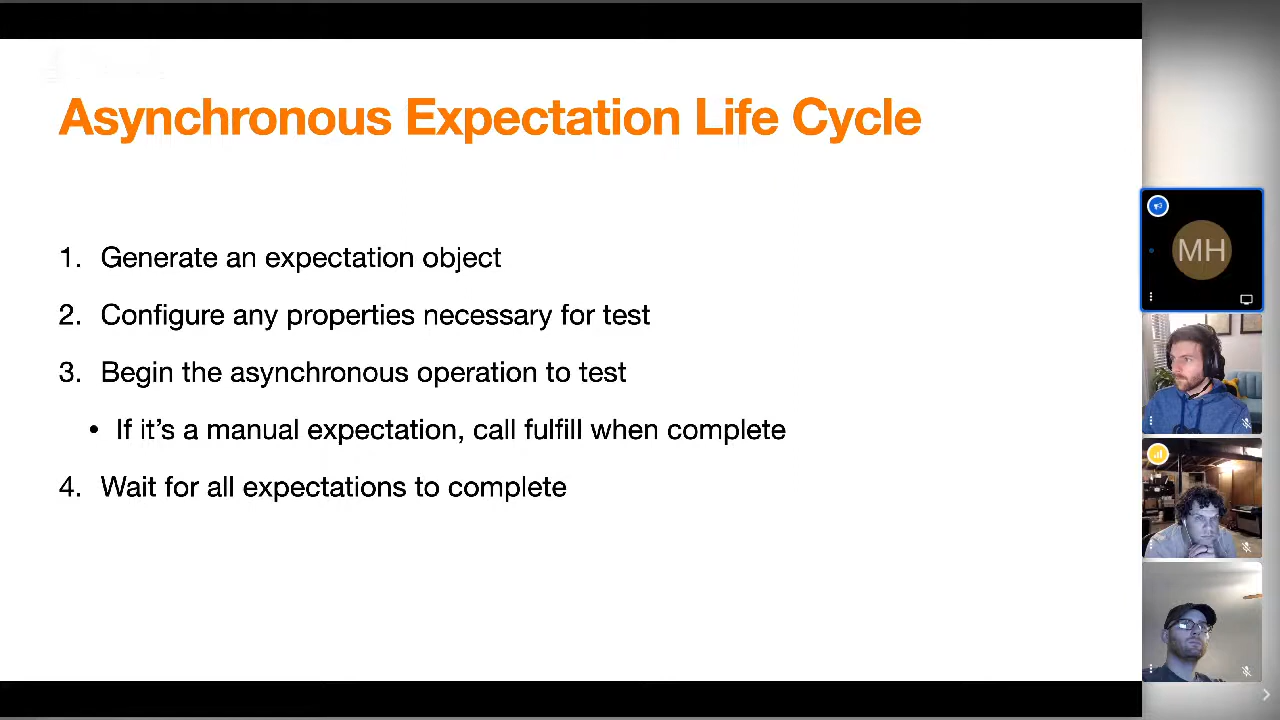 Asynchronous Expectation Life Cycle
1. Generate an expectation object
2. Configure any properties necessary for test
3. Begin the asynchronous operation to test
• If it's a manual expectation, call fulfill when complete
4. Wait for all expectations to complete
MH